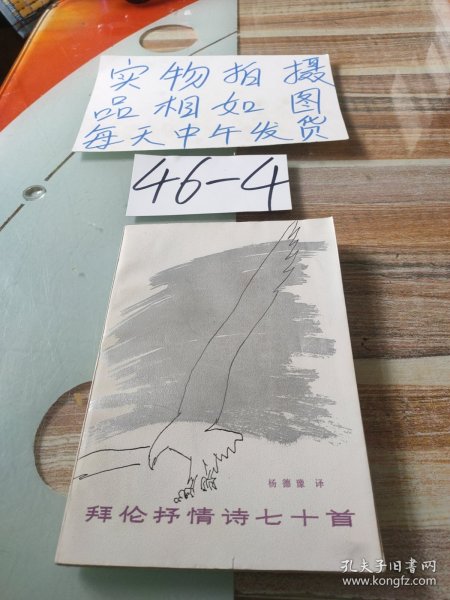 实物拍摄
品相如图
每天中午发货
46-4
杨德豫 译
拜伦抒情诗七十首
孔夫子旧书网
www.kongfz.com